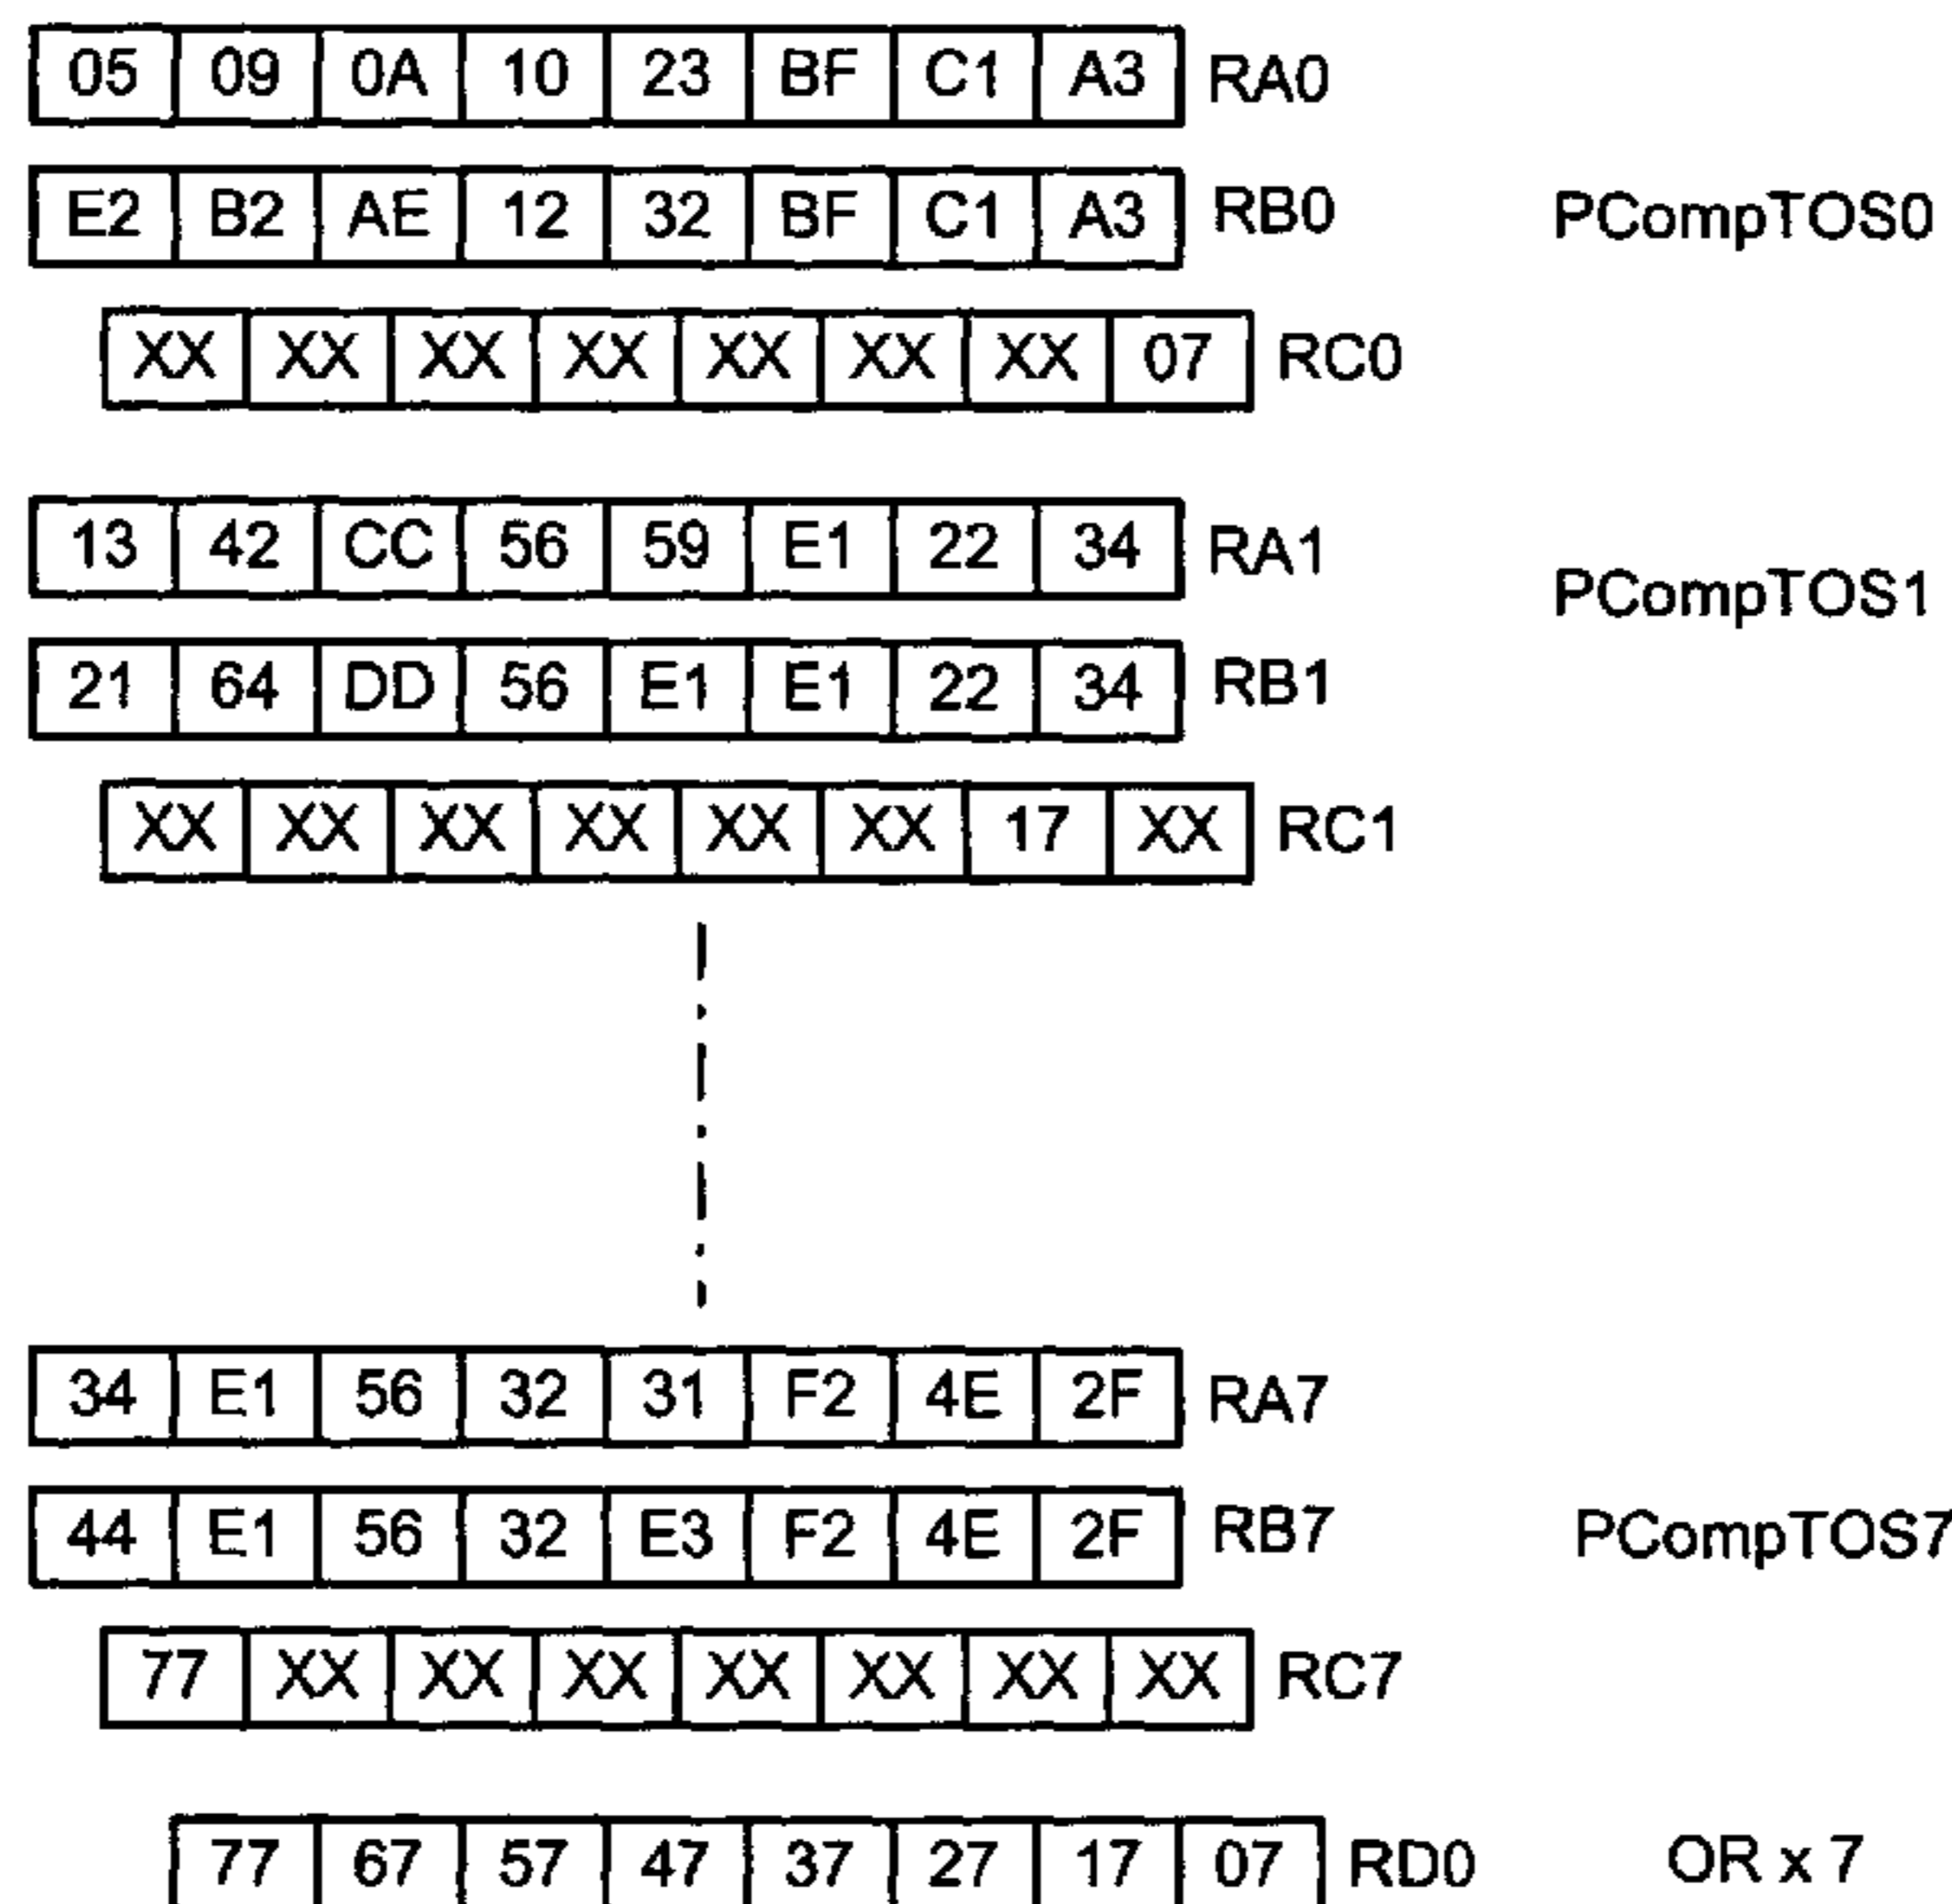 05 09 0A 10 23 BF C1 A3 RA0
E2 B2 AE 12 32 BF C1 A3 RB0 PCompTOS0
XX XX XX XX XX XX XX 07 RC0
13 42 CC 56 59 E1 22 34 RA1
PCompTOS1
21 64 DD 56 E1 E1 22 34 RB1
XX XX XX XX XX XX 17 XX RC1
34 E1 56 32 31 F2 4E 2F RA7
44 E1 56 32 E3 F2 4E 2F RB7 PCompTOS7
77 XX XX XX XX XX XX XX RC7
77 67 57 47 37 27 17 07 RD0 OR x 7